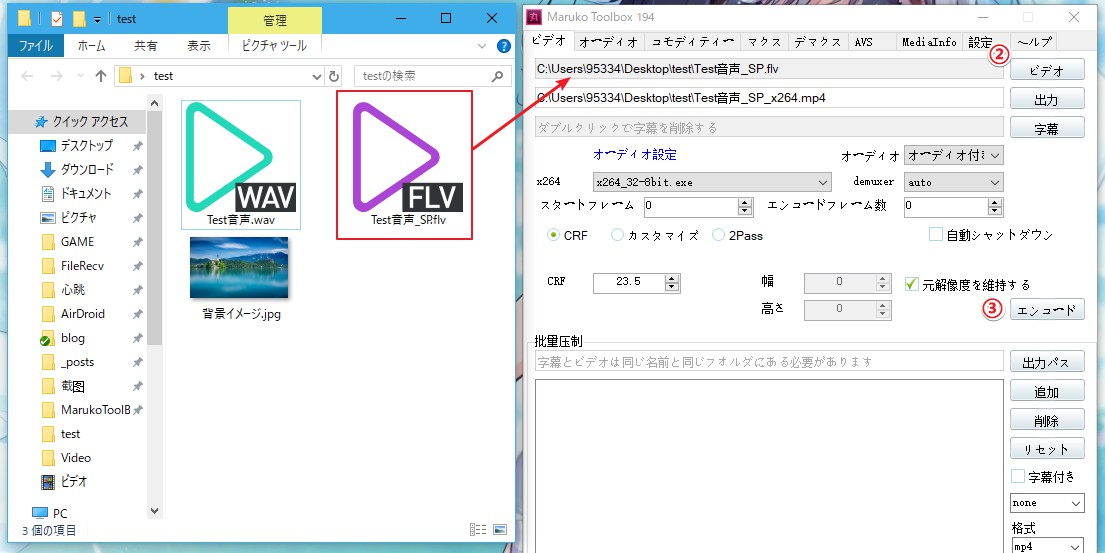 test
管理
ファイル
ホーム
共有
表示
ピクチャ ツール
test
testの検索
クイック アクセス
デスクトップ
ダウンロード
ドキュメント
ピクチャ
GAME
FileRecv
心跳
AirDroid
blog
_posts
截图
MarukoToolB
test
Video
ビデオ
PC
3 個の項目
WAV
Test音声.wav
FLV
Test音声_SP.flv
背景イメージ.jpg
Maruko Toolbox 194
ビデオ オーディオ コモディティー マクス デマクス AVS MediaInfo 設定 ヘルプ
②
C:\Users\95334\Desktop\test\Test音声_SP.flv
ビデオ
C:\Users\95334\Desktop\test\Test音声_SP_x264.mp4
出力
ダブルクリックで字幕を削除する
字幕
オーディオ設定
オーディオ オーディオ付き
x264 x264_32-8bit.exe
demuxer auto
スタートフレーム 0
エンコードフレーム数 0
CRF カスタマイズ 2Pass
自動シャットダウン
CRF 23.5
幅 0
元解像度を維持する
高さ 0
③
エンコード
批量圧制
字幕とビデオは同じ名前と同じフォルダにある必要があります
出力パス
追加
削除
リセット
字幕付き
none
格式
mp4